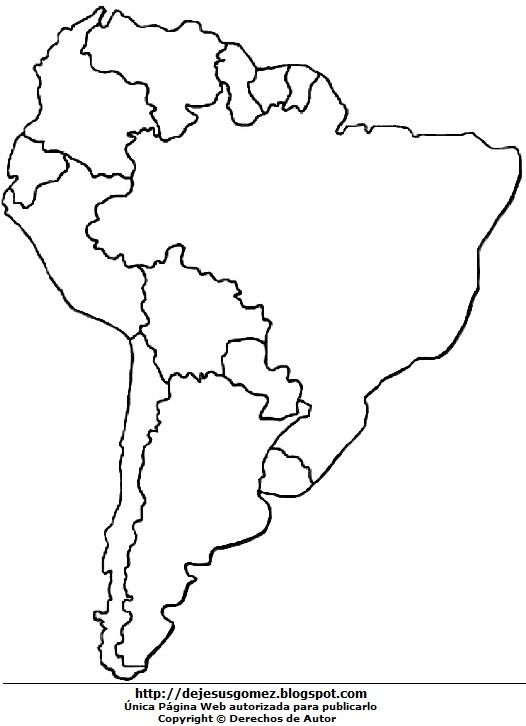 http://dejesusgomez.blogspot.com
Única Página Web autorizada para publicarlo
Copyright © Derechos de Autor